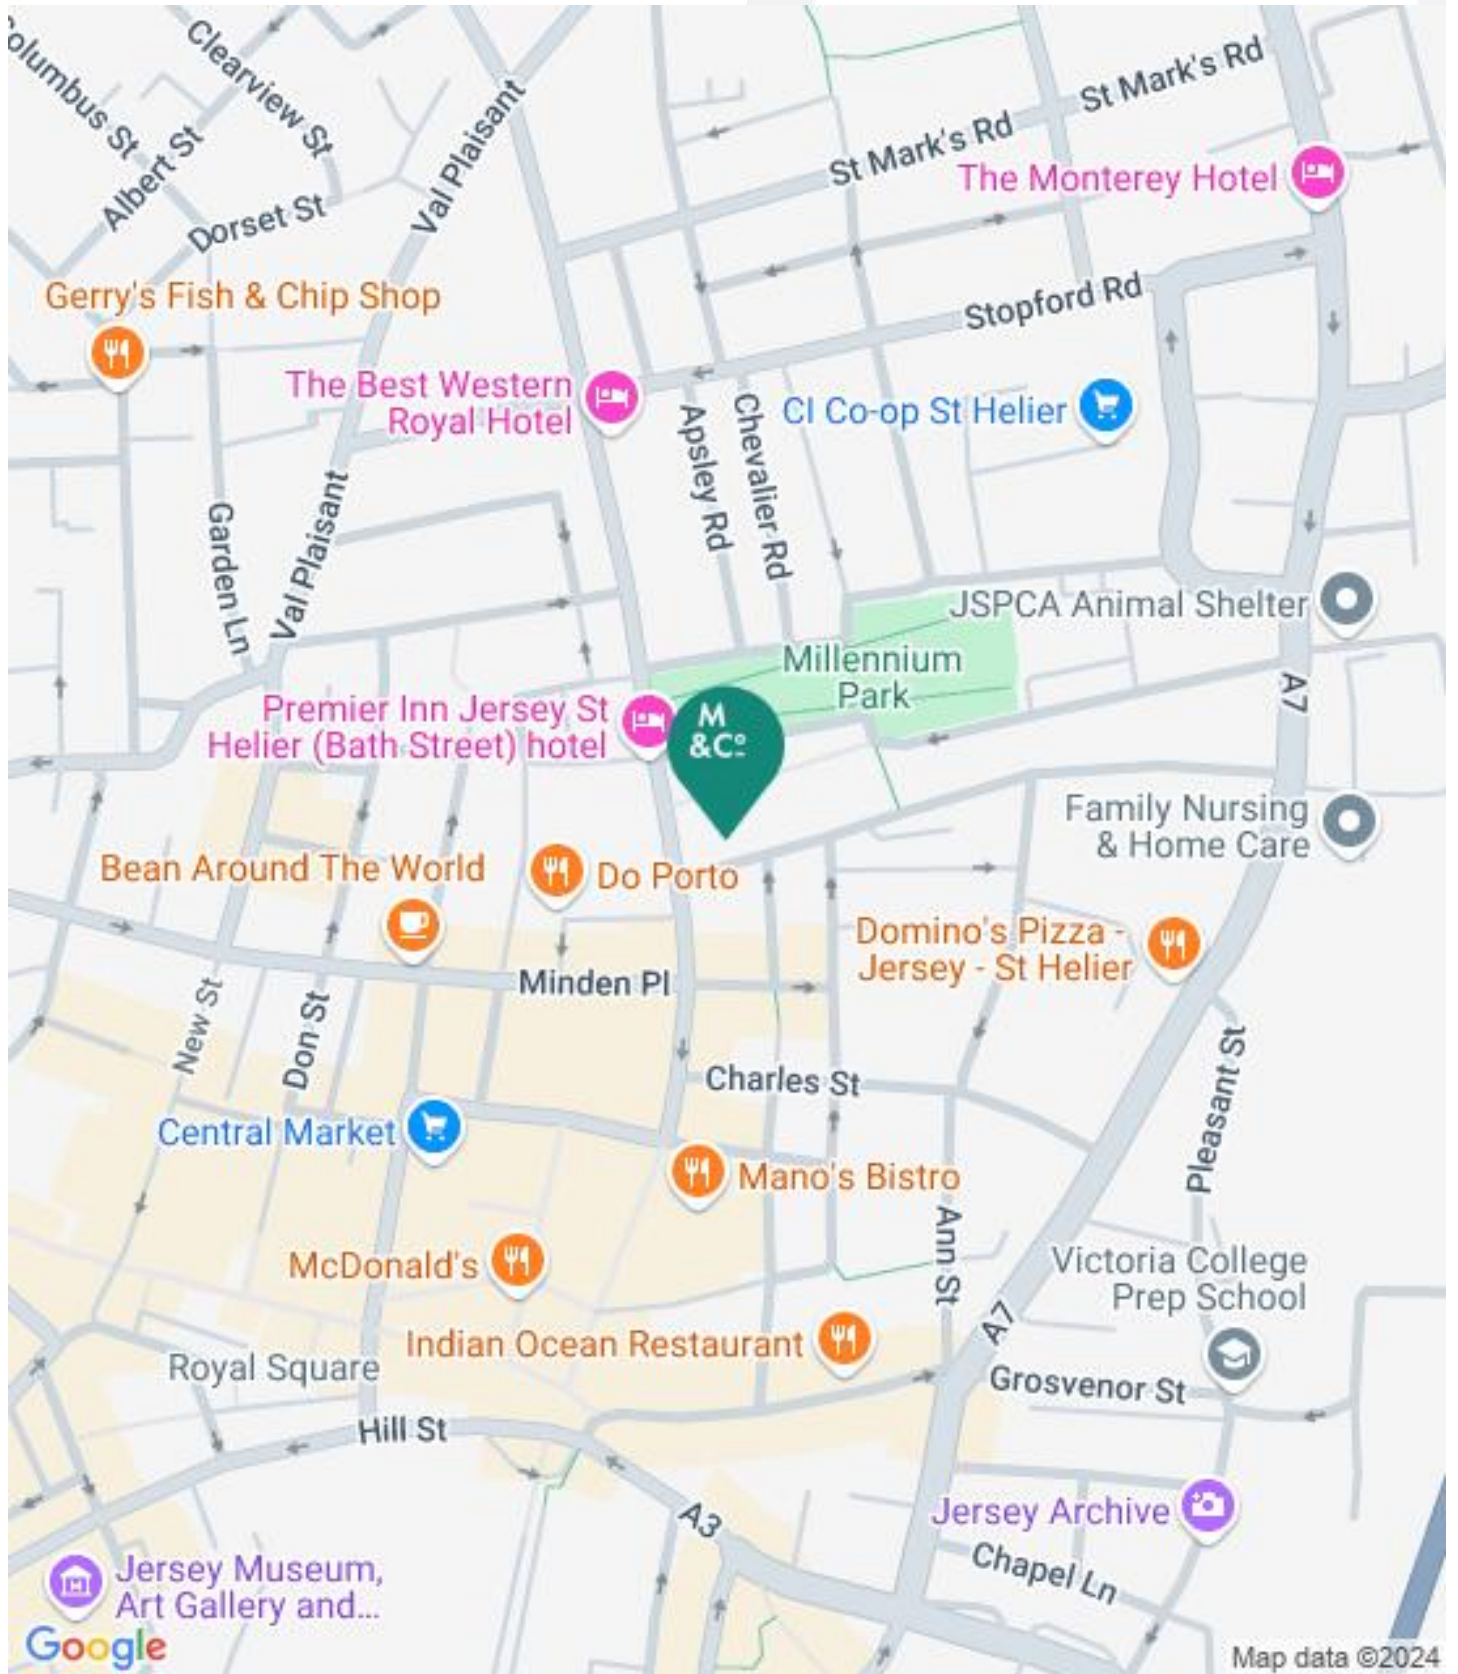 Columbus St
Clearview St
Albert St
Dorset St
Val Plaisant
St Mark's Rd
St Mark's Rd
The Monterey Hotel
Gerry's Fish & Chip Shop
Stopford Rd
The Best Western
Royal Hotel
CI Co-op St Helier
Apsley Rd
Chevalier Rd
Garden Ln
Val Plaisant
JSPCA Animal Shelter
Millennium
Park
A7
Premier Inn Jersey St
Helier (Bath Street) hotel
M
&Co
Family Nursing
& Home Care
Bean Around The World
Do Porto
Domino's Pizza -
Jersey - St Helier
Minden Pl
New St
Don St
Charles St
Pleasant St
Central Market
Mano's Bistro
Ann St
McDonald's
Victoria College
Prep School
Indian Ocean Restaurant
A7
Royal Square
Grosvenor St
Hill St
A3
Jersey Archive
Chapel Ln
Jersey Museum,
Art Gallery and...
Google
Map data ©2024